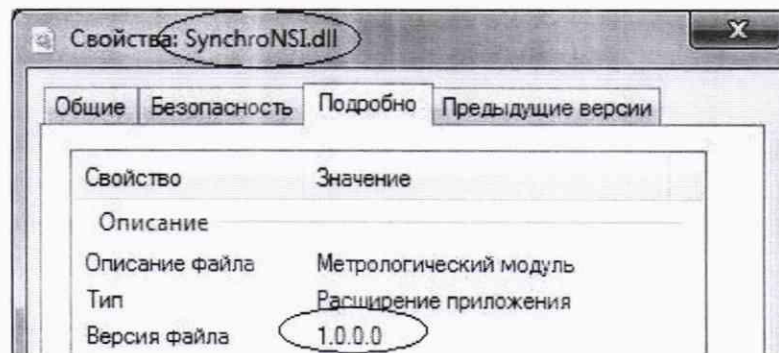 Свойства: SynchroNSI.dll
Общие Безопасность Подробно Предыдущие версии
Свойство Значение
Описание
Описание файла Метрологический модуль
Тип Расширение приложения
Версия файла 1.0.0.0